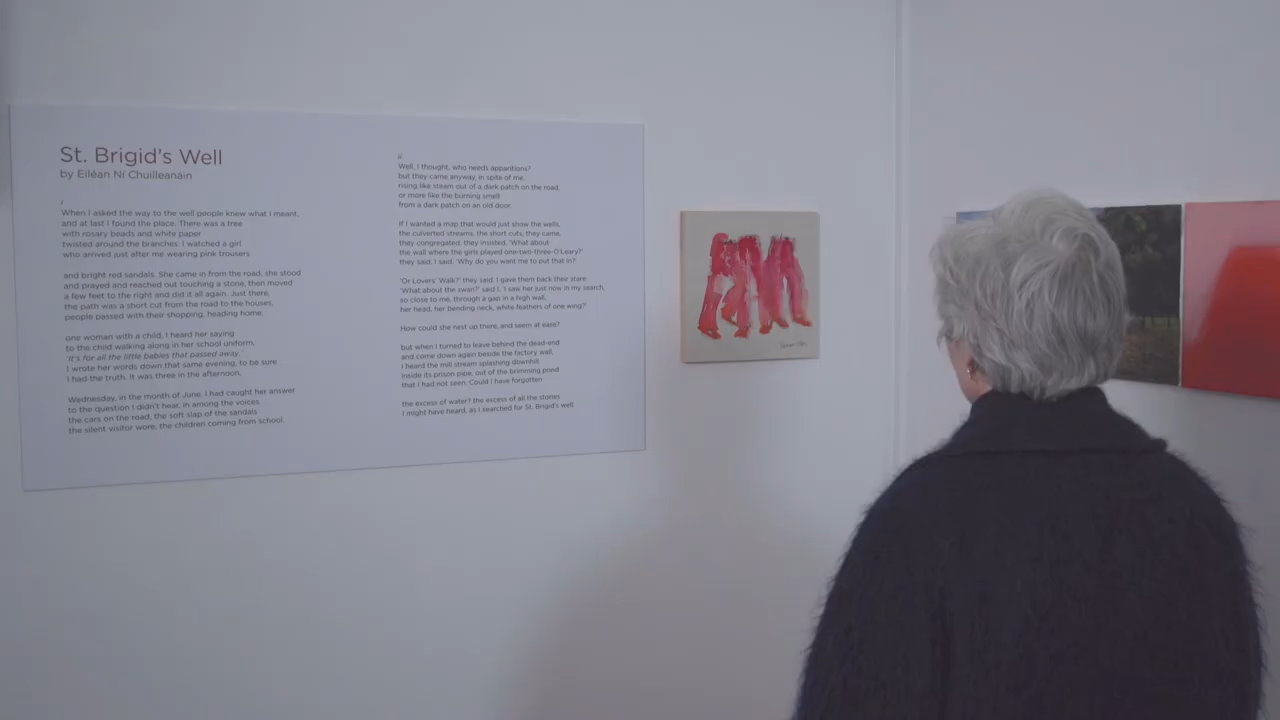 St. Brigid's Well
by Eiléan Ní Chuilleanáin
I
When I asked the way to the well people knew what I meant,
and at last I found the place. There was a tree
with rosary beads and white paper
twisted around the branches. I watched a girl
who arrived just after me wearing pink trousers
and bright red sandals. She came in from the road, she stood
and prayed and reached out touching a stone, then moved
a few feet to the right and did it all again. Just there,
the path was a short cut from the road to the houses,
people passed with their shopping, heading home,
one woman with a child, I heard her saying
to the child walking along in her school uniform,
'It's for all the little babies that passed away.'
I wrote her words down that same evening, to be sure
I had the truth. It was three in the afternoon,
Wednesday, in the month of June. I had caught her answer
to the question I didn't hear, in among the voices,
the cars on the road, the soft slap of the sandals
the silent visitor wore, the children coming from school.
II
Well, I thought, who needs apparitions?
but they came anyway, in spite of me,
rising like steam out of a dark patch on the road,
or more like the burning smell
from a dark patch on an old door.
If I wanted a map that would just show the wells,
the culverted streams, the short cuts, they came,
they congregated, they insisted, 'What about
the wall where the girls played one-two-three-O'Leary?'
they said. I said, 'Why do you want me to put that in?'
'Or Lovers' Walk?' they said. I gave them back their stare:
'What about the swan?' said I, 'I saw her just now in my search,
so close to me, through a gap in a high wall,
her head, her bending neck, white feathers of one wing?'
How could she nest up there, and seem at ease?
but when I turned to leave behind the dead-end
and come down again beside the factory wall,
I heard the mill stream splashing downhill
inside its prison pipe, out of the brimming pond
that I had not seen. Could I have forgotten
the excess of water? the excess of all the stories
I might have heard, as I searched for St. Brigid's well.